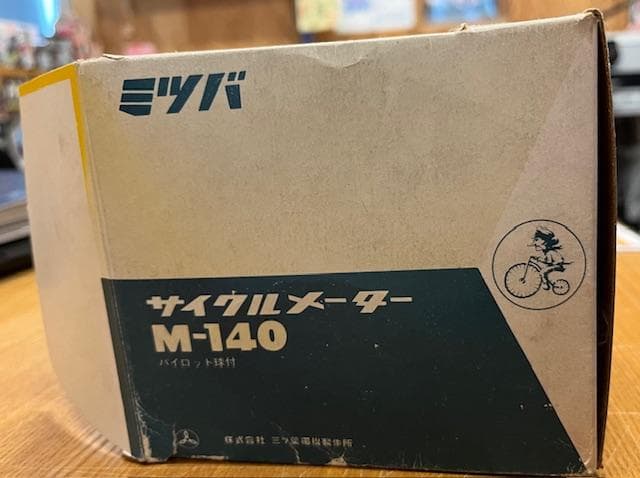 ミツバ
サイクルメーター
M-140
パイロット球付
株式会社 三ツ葉電機製作所